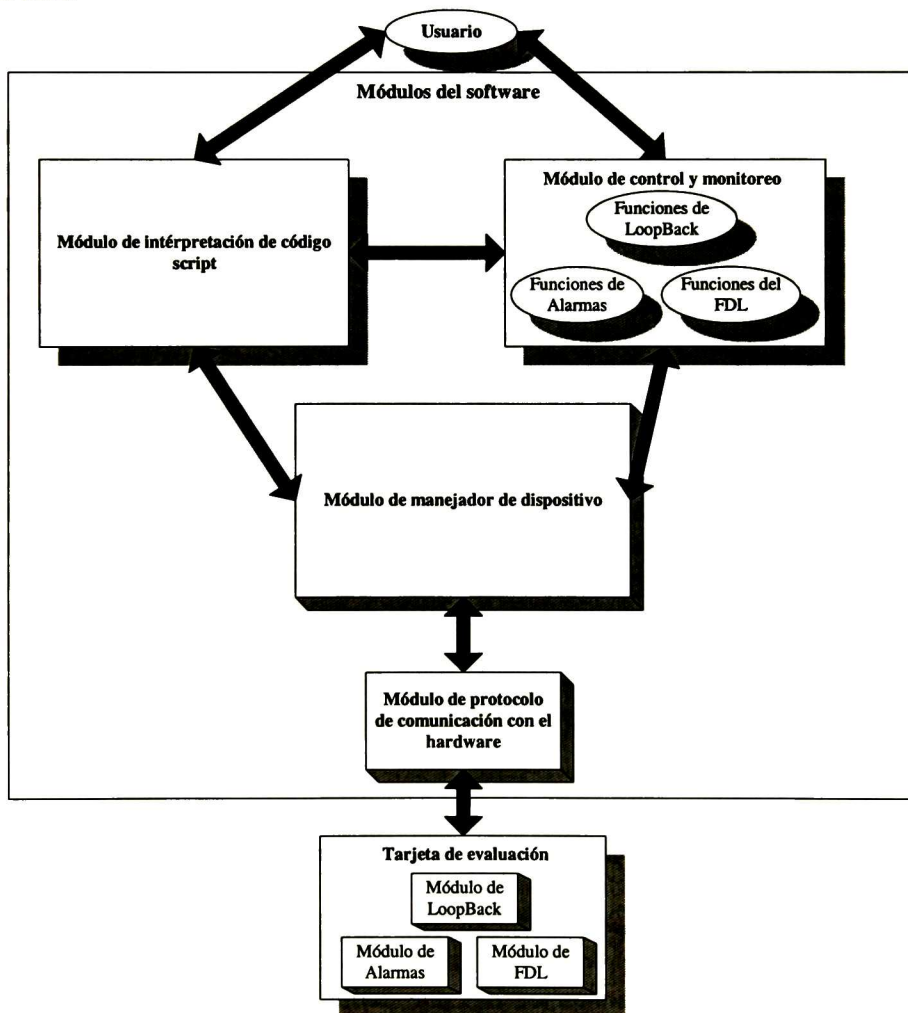 Usuario
Módulos del software
Módulo de intérpretación de código
script
Módulo de control y monitoreo
Funciones de
LoopBack
Funciones de
Alarmas
Funciones del
FDL
Módulo de manejador de dispositivo
Módulo de protocolo
de comunicación con el
hardware
Tarjeta de evaluación
Módulo de
LoopBack
Módulo de
Alarmas
Módulo de
FDL